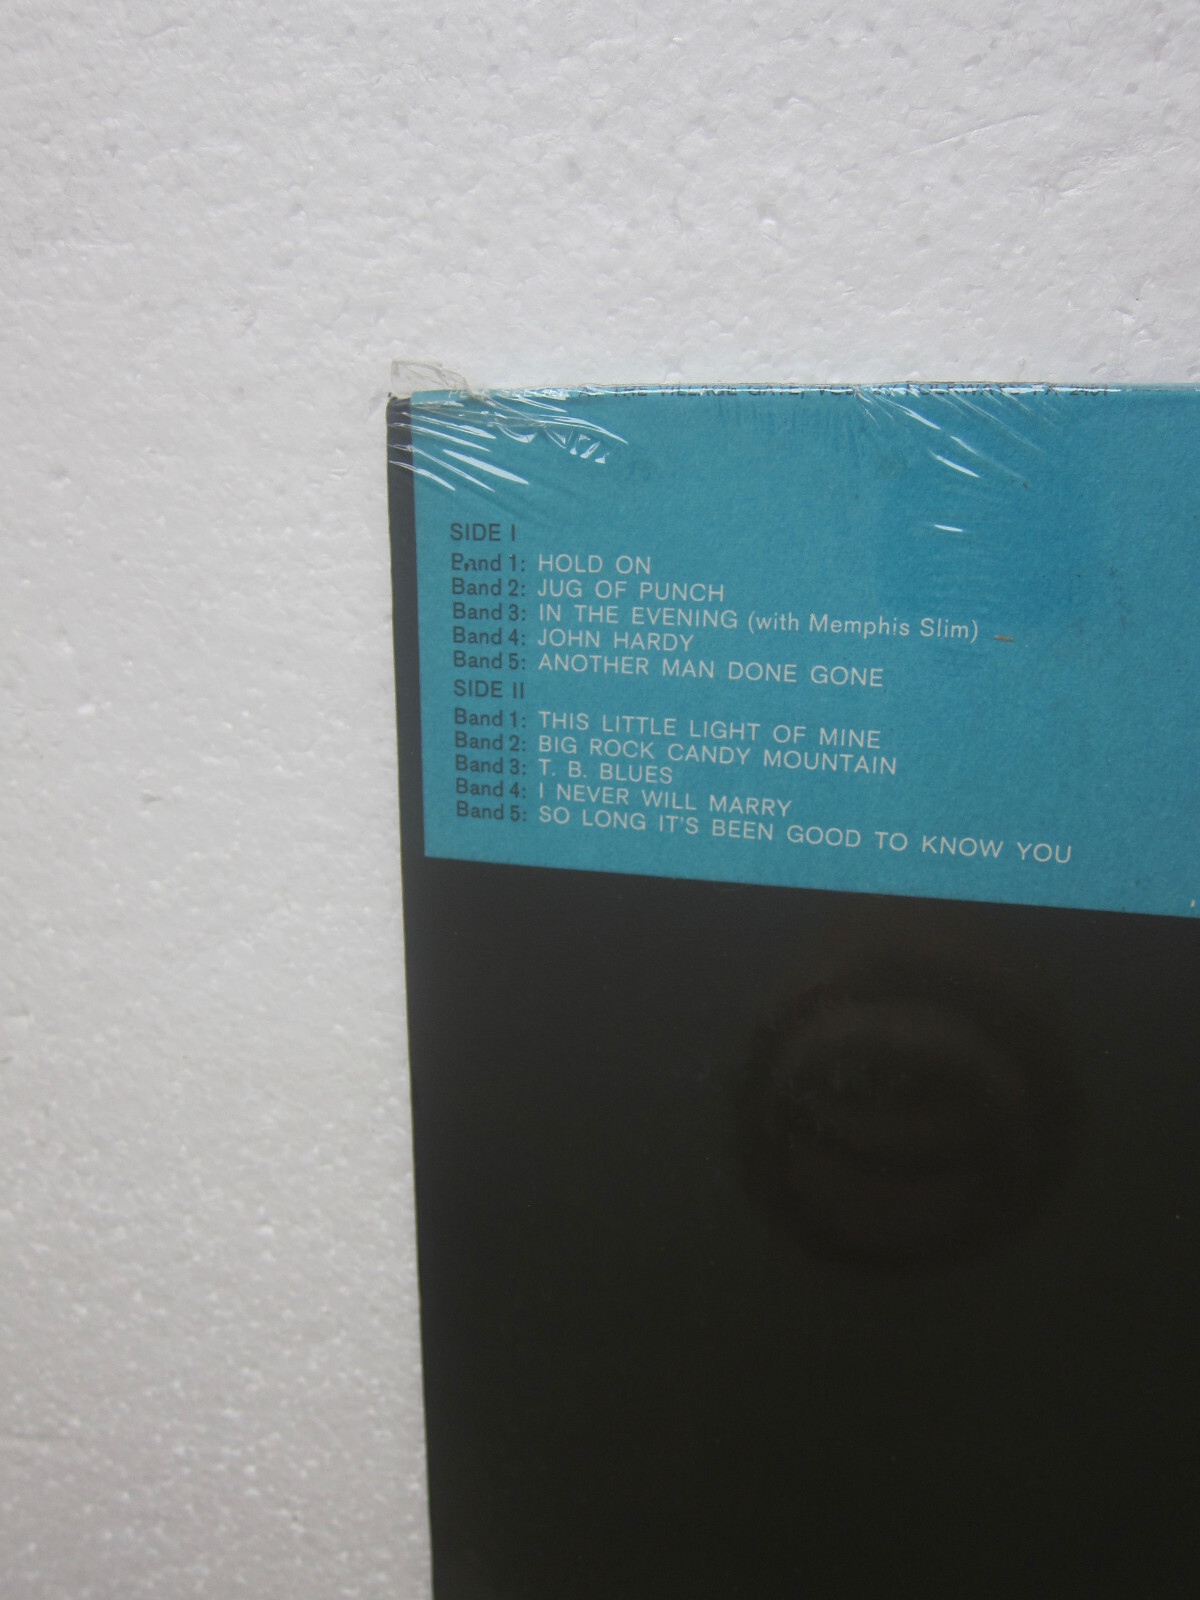 THE VILLAGE GATE,
SIDE I
Band 1: HOLD ON
Band 2: JUG OF PUNCH
Band 3: IN THE EVENING (with Memphis Slim)
Band 4: JOHN HARDY
Band 5: ANOTHER MAN DONE GONE
SIDE II
Band 1: THIS LITTLE LIGHT OF MINE
Band 2: BIG ROCK CANDY MOUNTAIN
Band 3: T. B. BLUES
Band 4: I NEVER WILL MARRY
Band 5: SO LONG IT'S BEEN GOOD TO KNOW YOU